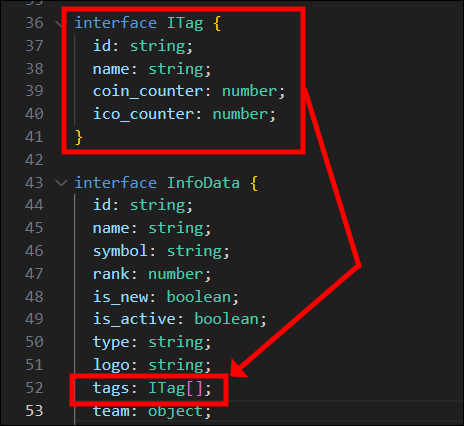 36 interface ITag {
37 id: string;
38 name: string;
39 coin_counter: number;
40 ico_counter: number;
41 }
42
43 interface InfoData {
44 id: string;
45 name: string;
46 symbol: string;
47 rank: number;
48 is_new: boolean;
49 is_active: boolean;
50 type: string;
51 logo: string;
52 tags: ITag[];
53 team: object;